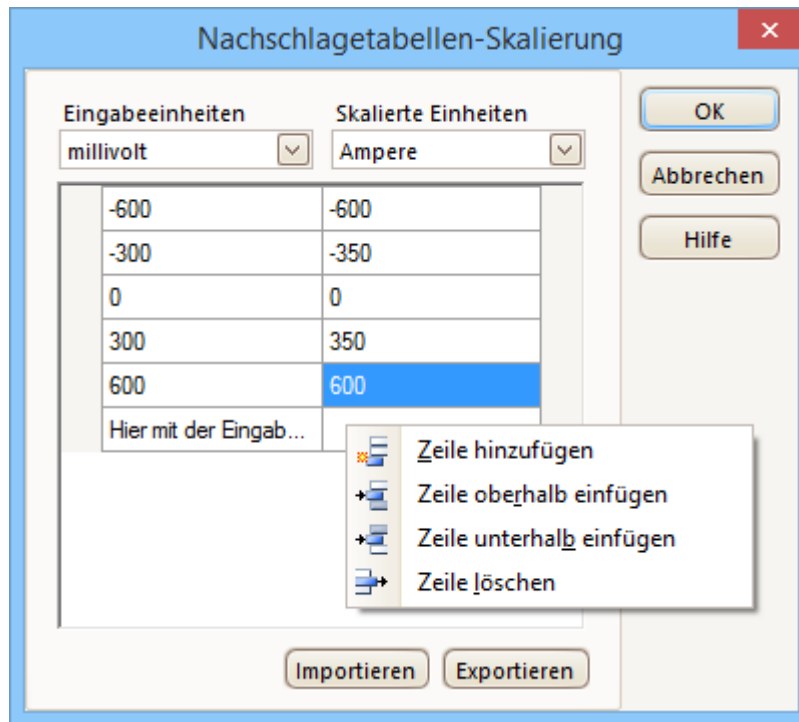 Nachschlagetabellen-Skalierung
Eingabeeinheiten Skalierte Einheiten
millivolt Ampere
-600 -600
-300 -350
0 0
300 350
600 600
Hier mit der Eingab...
Zeile hinzufügen
Zeile oberhalb einfügen
Zeile unterhalb einfügen
Zeile löschen
Importieren Exportieren
OK
Abbrechen
Hilfe